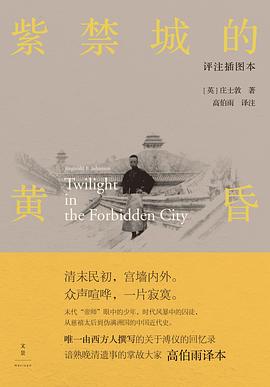 紫禁城的
评注插图本
[英]庄士敦 著
高伯雨 译注
Reginald F. Johnston
Twilight
in the
Forbidden City
黄昏
清末民初，宫墙内外。
众声喧哗，一片寂寞。
末代“帝师”眼中的少年，时代风暴中的囚徒，
从慈禧太后到伪满洲国的中国近代史。
唯一由西方人撰写的关于溥仪的回忆录
谙熟晚清遗事的掌故大家 高伯雨译本
文景
Horizon